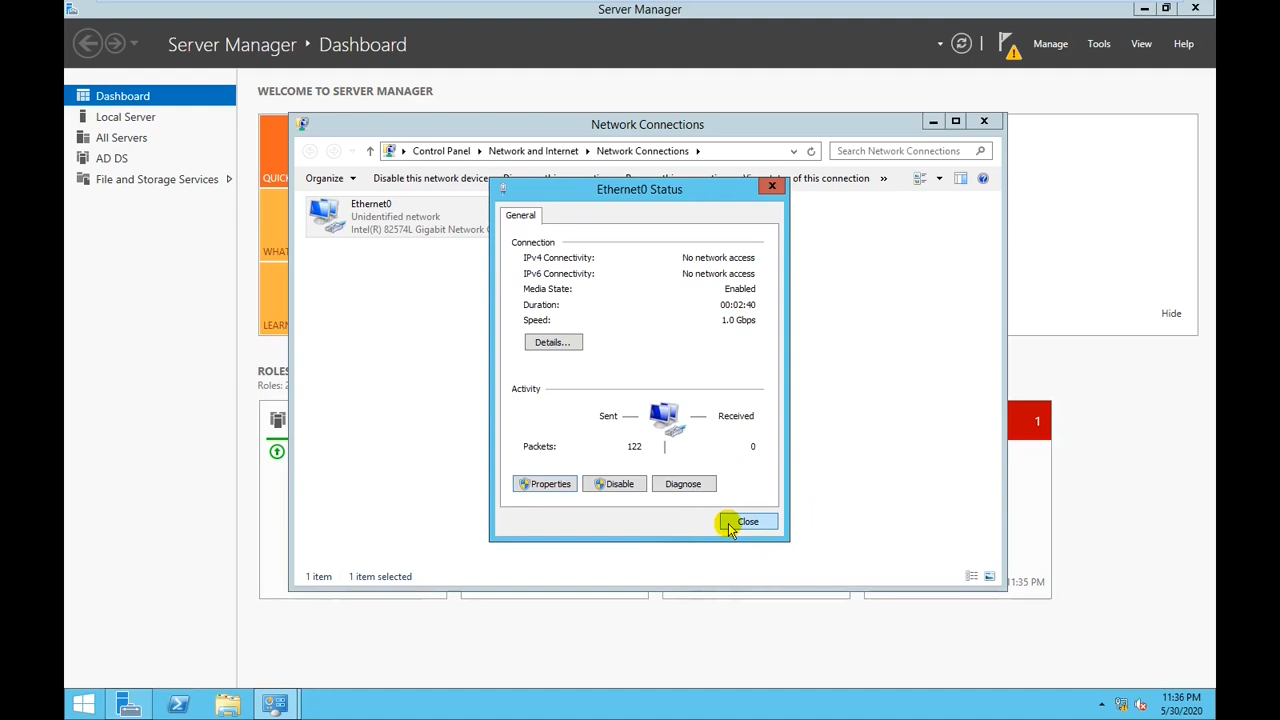 Server Manager
Server Manager ‣ Dashboard
Manage Tools View Help
Dashboard
Local Server
All Servers
AD DS
File and Storage Services
WELCOME TO SERVER MANAGER
QUIC
WHAT
LEARN
Hide
ROLES
Roles: 2
1
11:35 PM
Network Connections
Control Panel ‣ Network and Internet ‣ Network Connections ‣
Search Network Connections
Organize
Disable this network device
of this connection »
Ethernet0
Unidentified network
Intel(R) 82574L Gigabit Network C
1 item 1 item selected
Ethernet0 Status
General
Connection
IPv4 Connectivity: No network access
IPv6 Connectivity: No network access
Media State: Enabled
Duration: 00:02:40
Speed: 1.0 Gbps
Details...
Activity
Sent — — Received
Packets: 122 0
Properties Disable Diagnose
Close
11:36 PM
5/30/2020